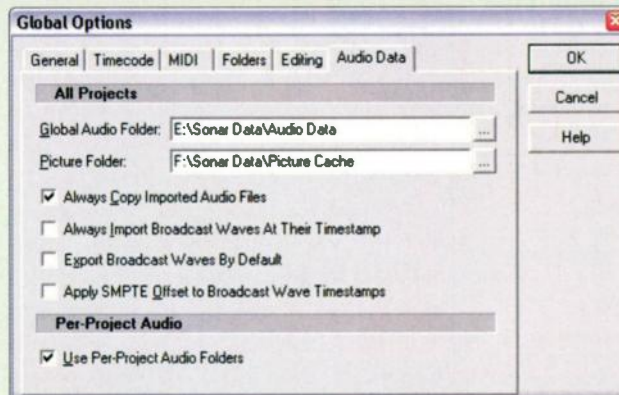 Global Options
General Timecode MIDI Folders Editing Audio Data
OK
Cancel
Help
All Projects
Global Audio Folder: E:\Sonar Data\Audio Data ...
Picture Folder: F:\Sonar Data\Picture Cache ...
Always Copy Imported Audio Files
Always Import Broadcast Waves At Their Timestamp
Export Broadcast Waves By Default
Apply SMPTE Offset to Broadcast Wave Timestamps
Per-Project Audio
Use Per-Project Audio Folders